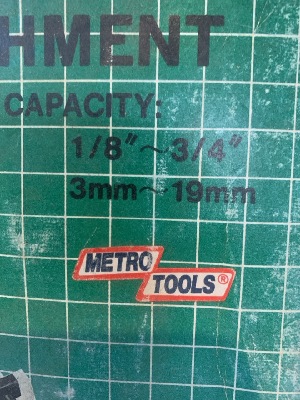 HMENT
CAPACITY:
1/8"~3/4"
3mm~19mm
METRO
TOOLS®